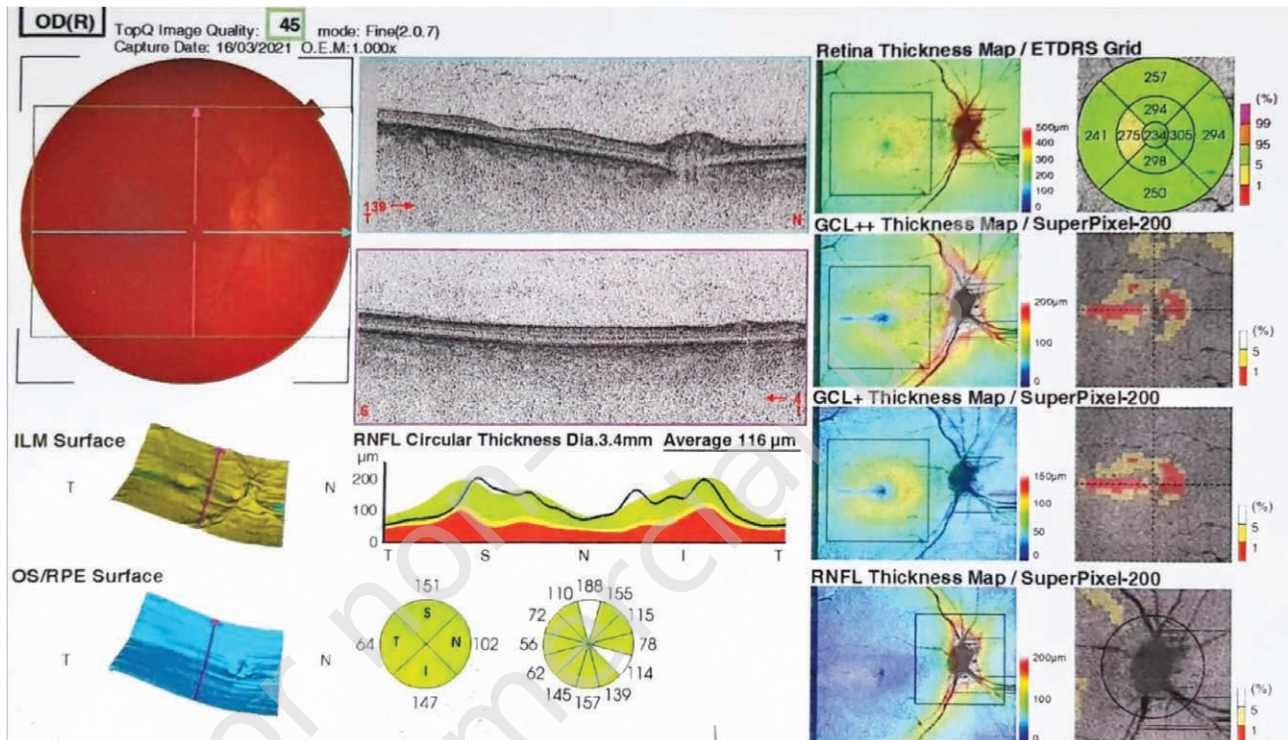 OD(R) TopQ Image Quality: 45 mode: Fine(2.0.7)
Capture Date: 16/03/2021 O.E.M:1.000x
139
T
N
S
4
I
Retina Thickness Map / ETDRS Grid
500µm
400
300
200
100
0
257
294
241 275 234 305 294
298
250
(%)
99
95
5
1
GCL++ Thickness Map / SuperPixel-200
200µm
100
0
(%)
5
1
GCL+ Thickness Map / SuperPixel-200
150µm
100
50
0
(%)
5
1
RNFL Thickness Map / SuperPixel-200
200µm
100
0
(%)
5
1
ILM Surface
T N
OS/RPE Surface
T N
RNFL Circular Thickness Dia.3.4mm Average 116 µm
µm
200
100
0
T S N I T
151
S
64 T N 102
I
147
110 188 155
72 115
56 78
62 114
145 157 139
or non-
mercial